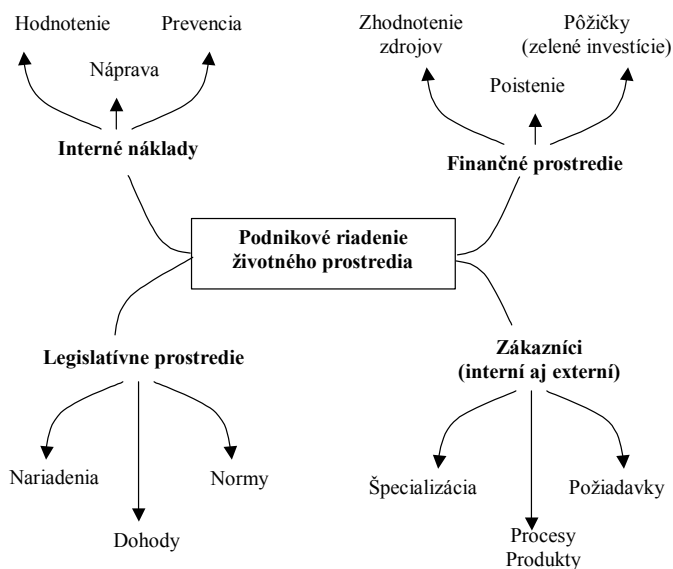 Hodnotenie
Prevencia
Náprava
Interné náklady
Zhodnotenie
zdrojov
Pôžičky
(zelené investície)
Poistenie
Finančné prostredie
Podnikové riadenie
životného prostredia
Legislatívne prostredie
Nariadenia
Normy
Dohody
Zákazníci
(interní aj externí)
Špecializácia
Požiadavky
Procesy
Produkty